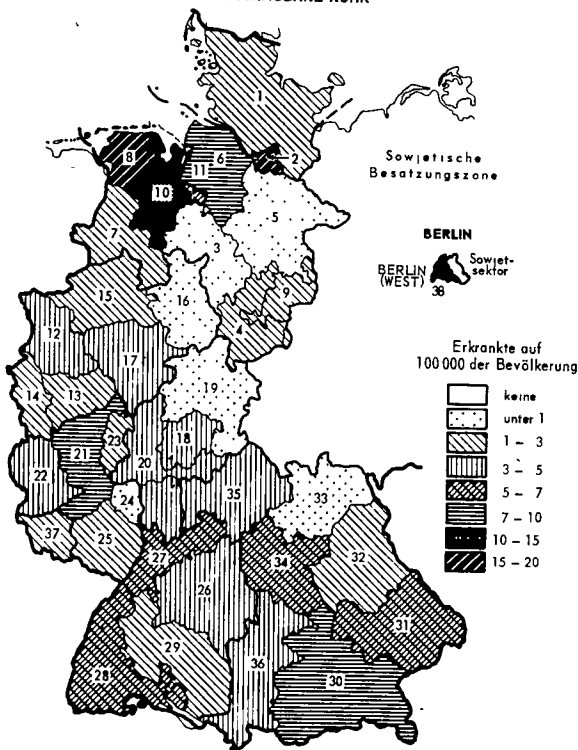 1
2
8
6
11
10
5
Sowjetische
Besatzungszone
7
3
BERLIN
BERLIN
(WEST)
Sowjet-
sektor
38
15
16
9
4
12
17
Erkrankte auf
100 000 der Bevölkerung
19
14
13
keine
unter 1
1 – 3
3 – 5
5 – 7
7 – 10
10 – 15
15 – 20
23
18
21
20
22
24
35
33
37
25
27
34
32
26
31
29
36
28
30